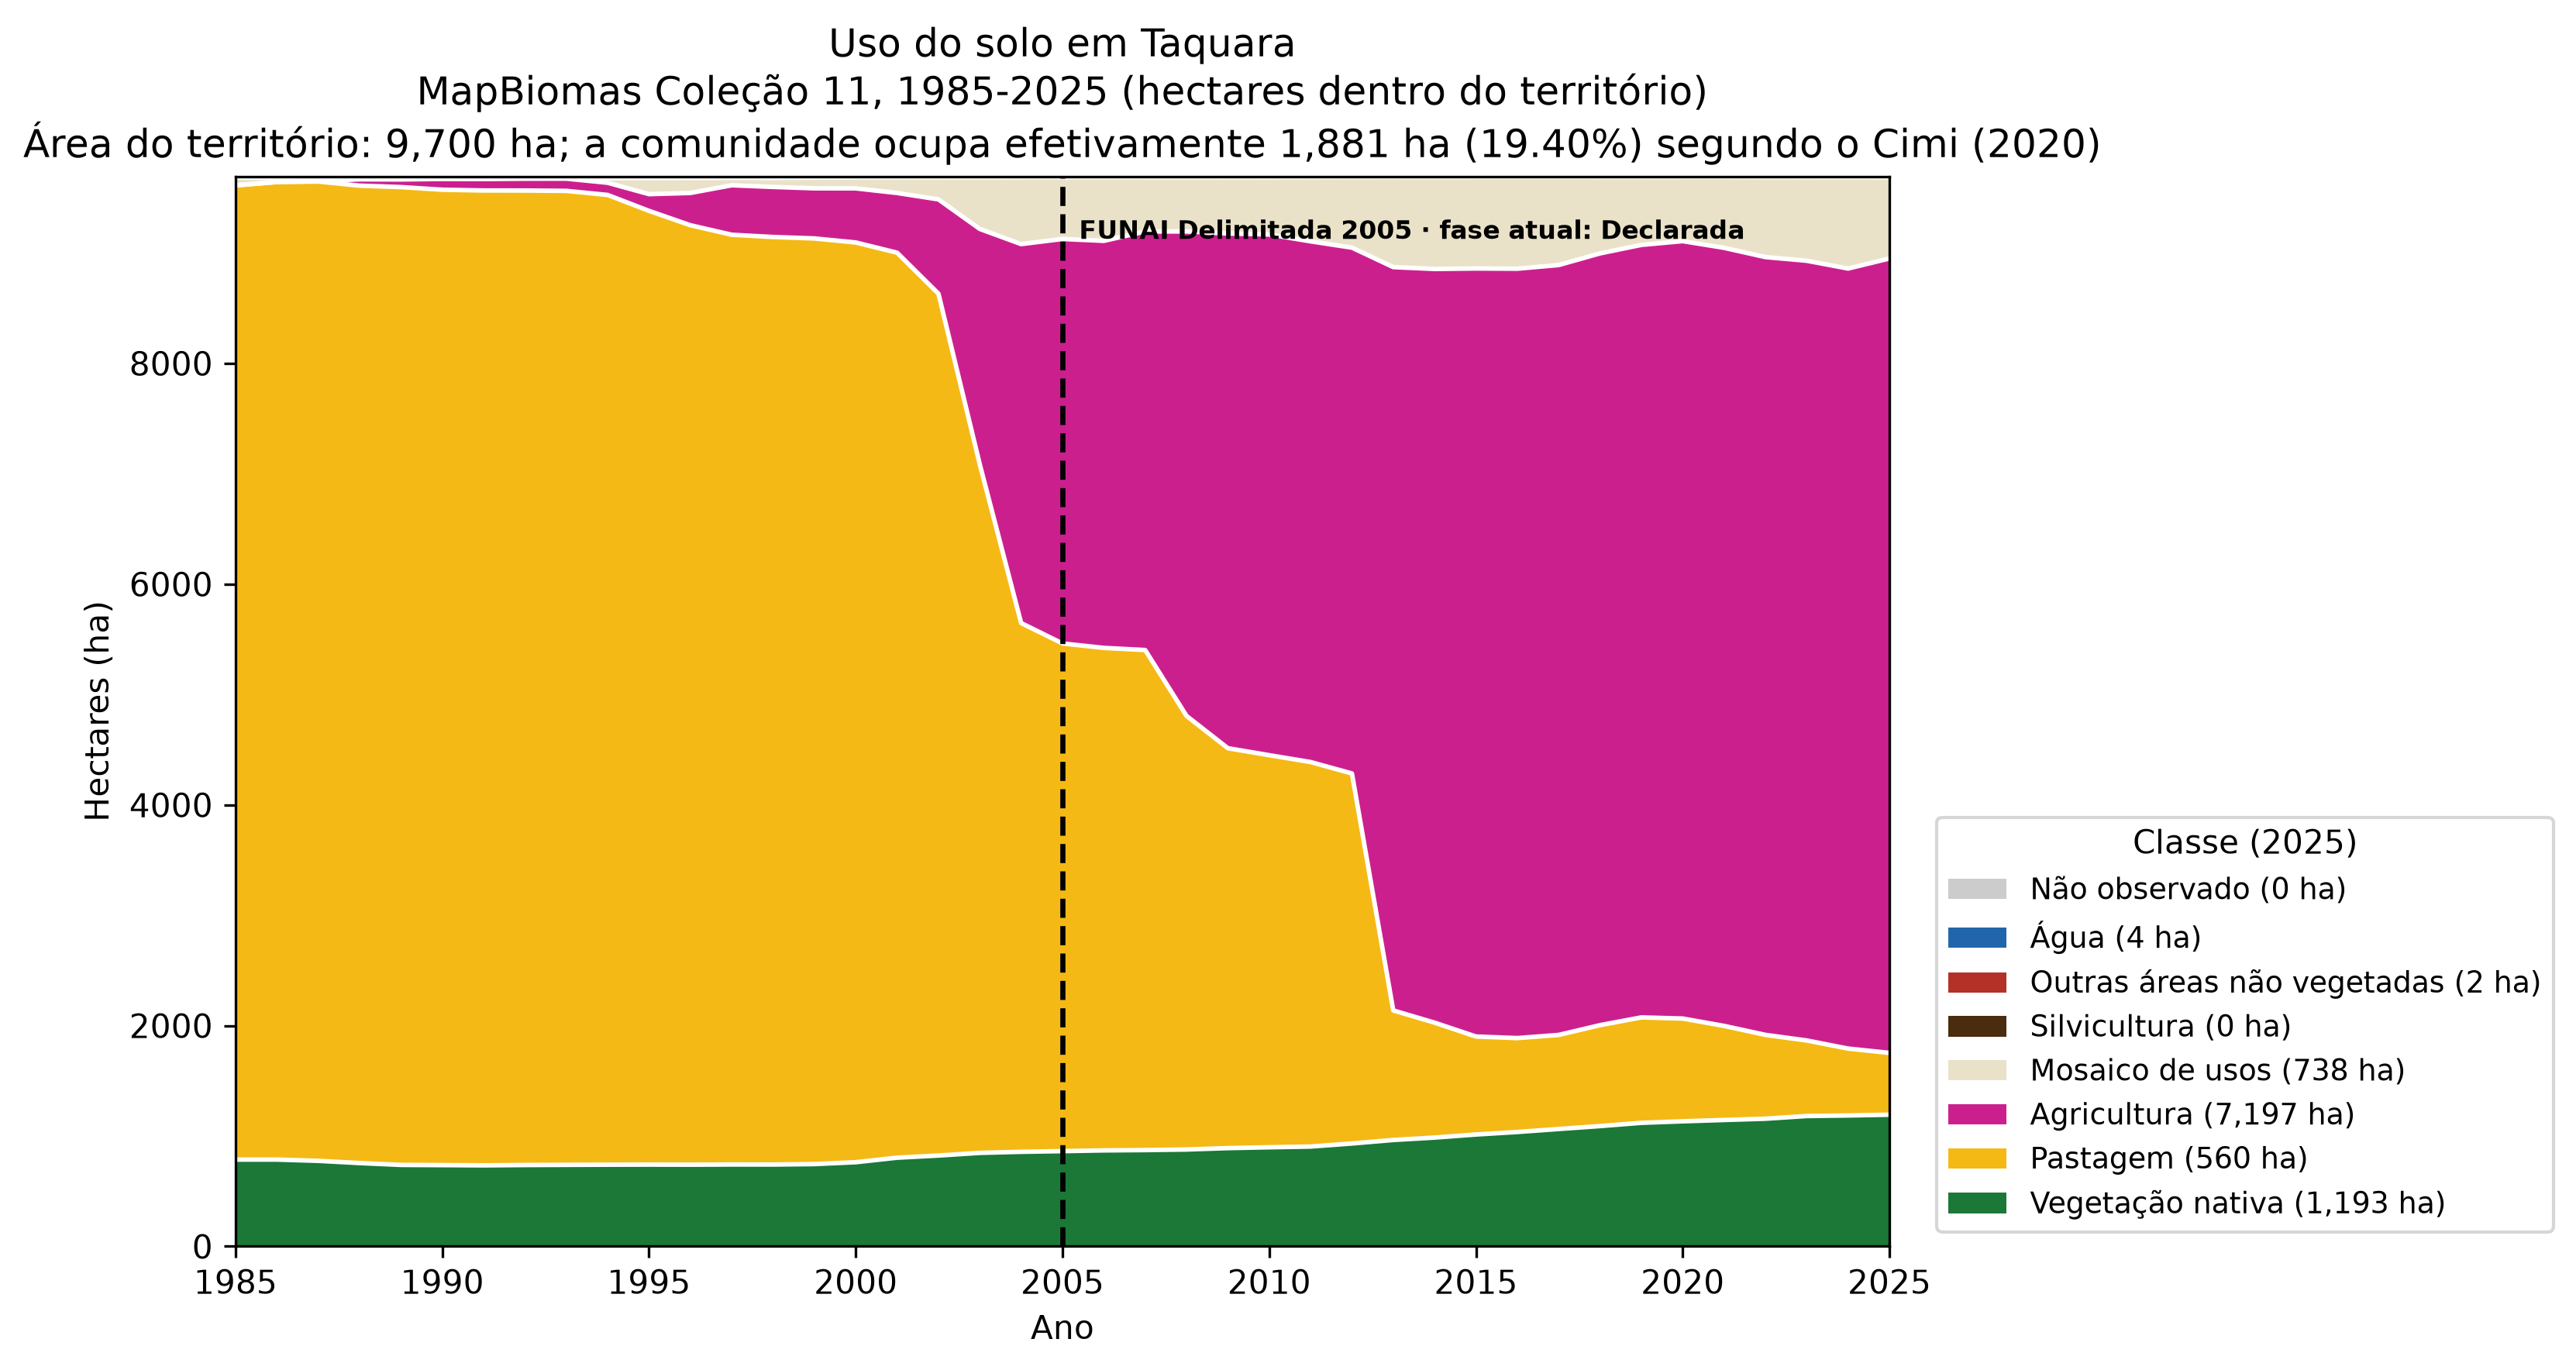 Uso do solo em Taquara
MapBiomas Coleção 11, 1985-2025 (hectares dentro do território)
Área do território: 9,700 ha; a comunidade ocupa efetivamente 1,881 ha (19.40%) segundo o Cimi (2020)
FUNAI Delimitada 2005 · fase atual: Declarada
8000
6000
4000
2000
0
Hectares (ha)
1985 1990 1995 2000 2005 2010 2015 2020 2025
Ano
Classe (2025)
Não observado (0 ha)
Água (4 ha)
Outras áreas não vegetadas (2 ha)
Silvicultura (0 ha)
Mosaico de usos (738 ha)
Agricultura (7,197 ha)
Pastagem (560 ha)
Vegetação nativa (1,193 ha)